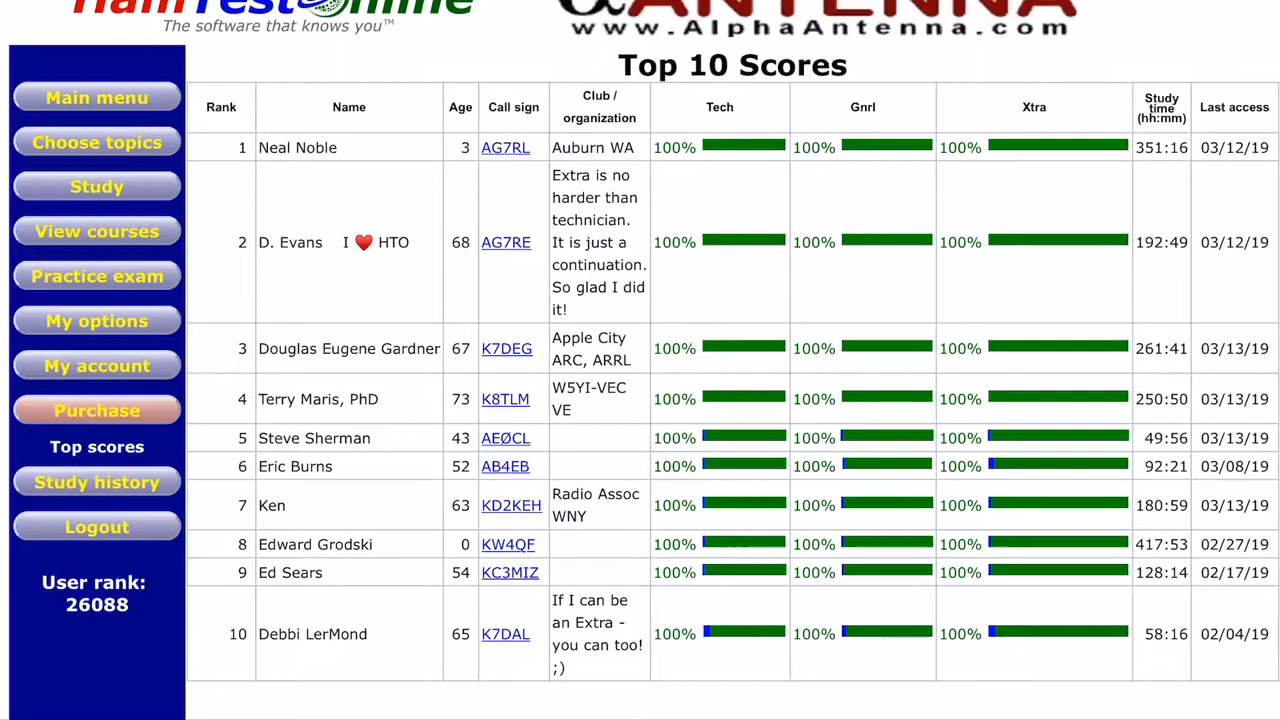 HamTestOnline
The software that knows you™
αANTENNA
www.AlphaAntenna.com
Top 10 Scores
Main menu
Choose topics
Study
View courses
Practice exam
My options
My account
Purchase
Top scores
Study history
Logout
User rank:
26088
Rank Name Age Call sign Club / organization Tech Gnrl Xtra Study time (hh:mm) Last access
1 Neal Noble 3 AG7RL Auburn WA 100% 100% 100% 351:16 03/12/19
2 D. Evans I ❤️ HTO 68 AG7RE Extra is no harder than technician. It is just a continuation. So glad I did it! 100% 100% 100% 192:49 03/12/19
3 Douglas Eugene Gardner 67 K7DEG Apple City ARC, ARRL 100% 100% 100% 261:41 03/13/19
4 Terry Maris, PhD 73 K8TLM W5YI-VEC VE 100% 100% 100% 250:50 03/13/19
5 Steve Sherman 43 AEØCL 100% 100% 100% 49:56 03/13/19
6 Eric Burns 52 AB4EB 100% 100% 100% 92:21 03/08/19
7 Ken 63 KD2KEH Radio Assoc WNY 100% 100% 100% 180:59 03/13/19
8 Edward Grodski 0 KW4QF 100% 100% 100% 417:53 02/27/19
9 Ed Sears 54 KC3MIZ 100% 100% 100% 128:14 02/17/19
10 Debbi LerMond 65 K7DAL If I can be an Extra - you can too! ;) 100% 100% 100% 58:16 02/04/19